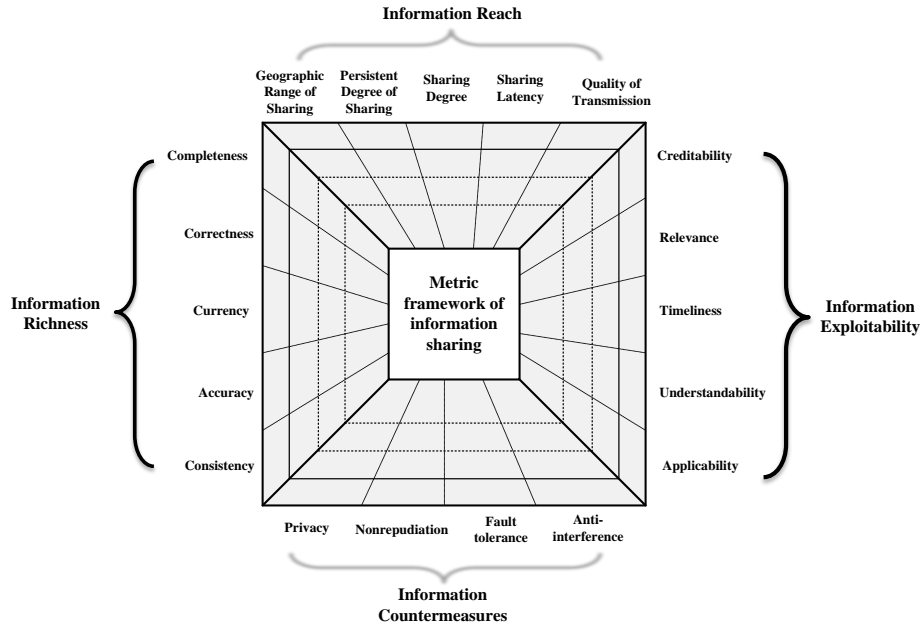 Information Reach
Geographic
Range of
Sharing
Persistent
Degree of
Sharing
Sharing
Degree
Sharing
Latency
Quality of
Transmission
Information
Richness
Completeness
Correctness
Currency
Accuracy
Consistency
Metric
framework of
information
sharing
Creditability
Relevance
Timeliness
Understandability
Applicability
Information
Exploitability
Privacy
Nonrepudiation
Fault
tolerance
Anti-
interference
Information
Countermeasures